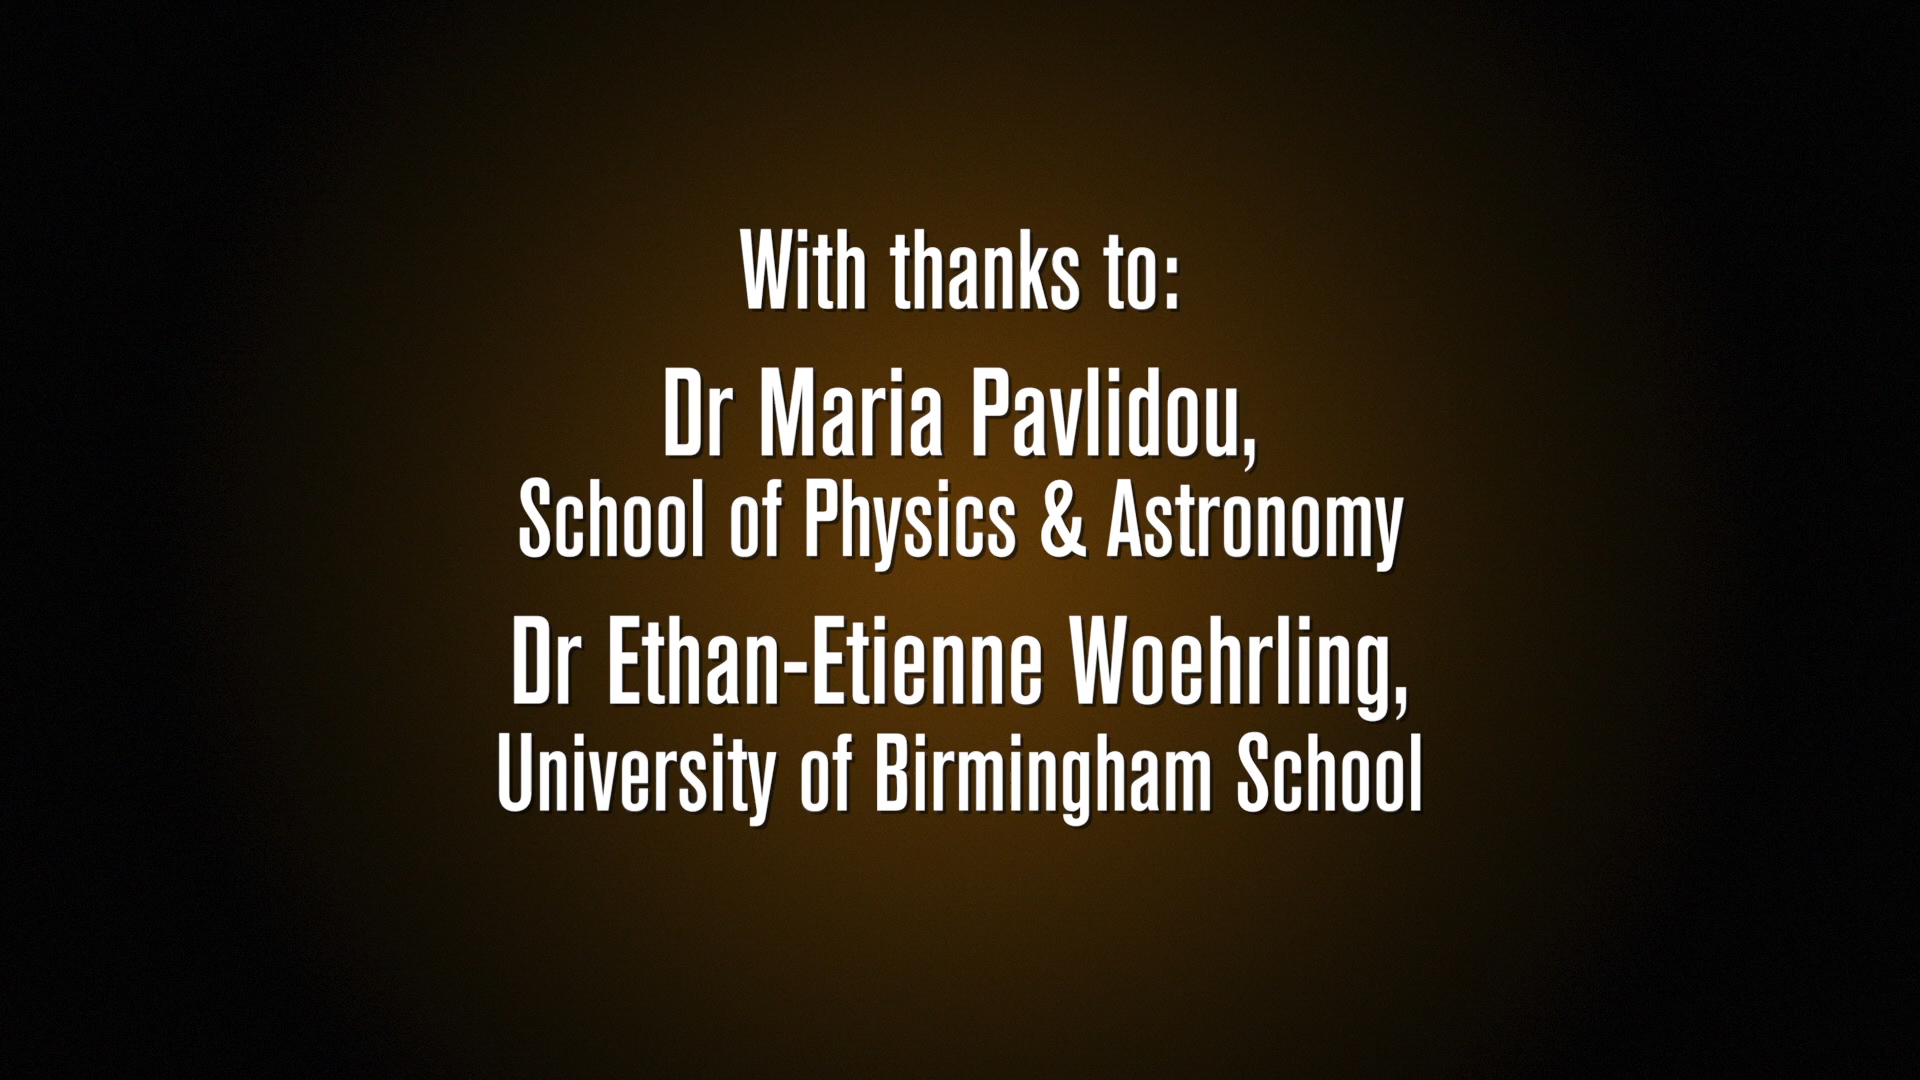 With thanks to:
Dr Maria Pavlidou,
School of Physics & Astronomy
Dr Ethan-Etienne Woehrling,
University of Birmingham School